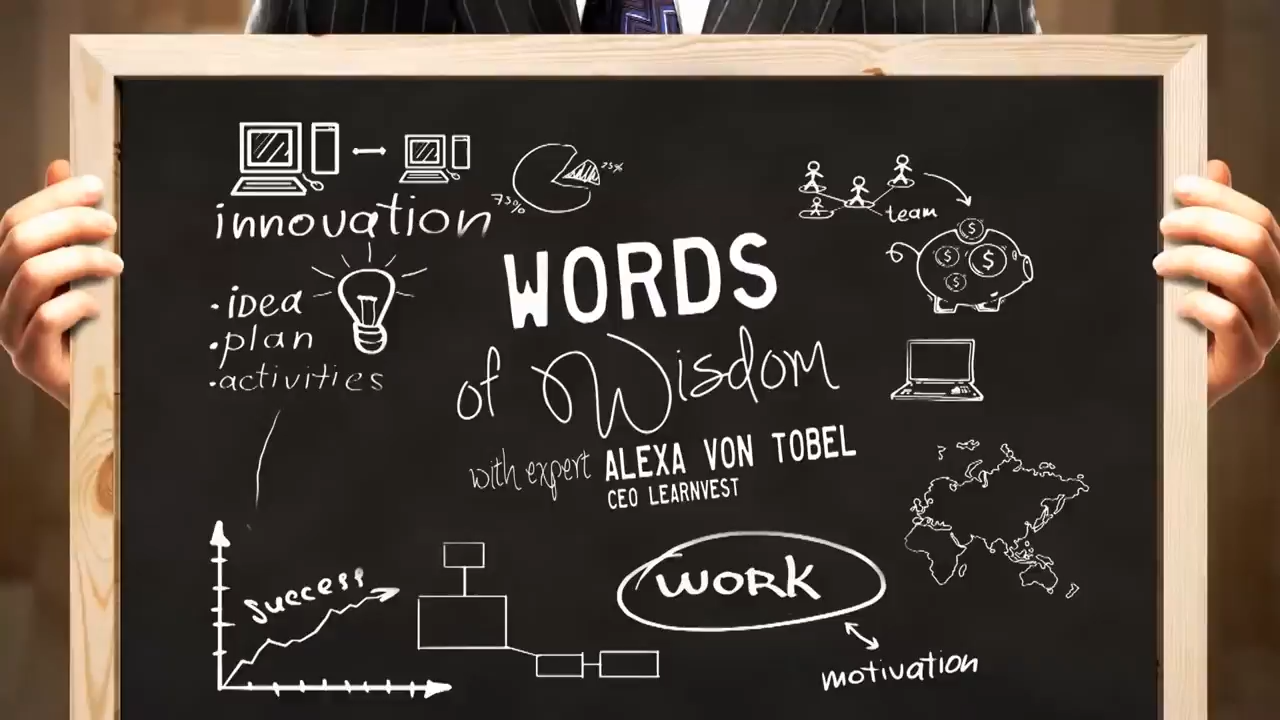 innovation
73%
25%
team
$
$
$
$
• idea
• plan
• activities
WORDS
of Wisdom
with expert ALEXA VON TOBEL
CEO LEARNVEST
success
WORK
motivation